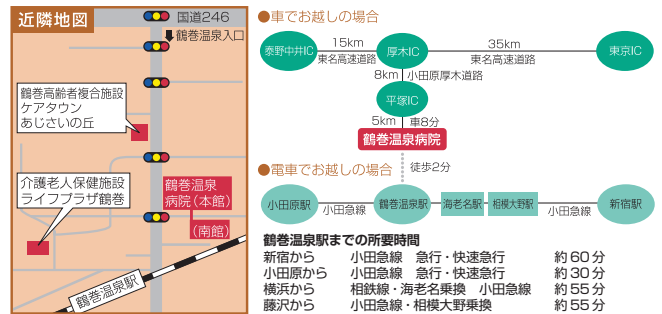 近隣地図
国道246
鶴巻温泉入口
鶴巻高齢者複合施設
ケアタウン
あじさいの丘
介護老人保健施設
ライフプラザ鶴巻
鶴巻温泉
病院(本館)
(南館)
鶴巻温泉駅
●車でお越しの場合
秦野中井IC
15km
東名高速道路
厚木IC
35km
東名高速道路
東京IC
8km 小田原厚木道路
平塚IC
5km 車8分
鶴巻温泉病院
徒歩2分
●電車でお越しの場合
小田原駅
小田急線
鶴巻温泉駅
海老名駅
相模大野駅
小田急線
新宿駅
鶴巻温泉駅までの所要時間
新宿から 小田急線 急行・快速急行 約60分
小田原から 小田急線 急行・快速急行 約30分
横浜から 相鉄線・海老名乗換 小田急線 約55分
藤沢から 小田急線・相模大野乗換 約55分